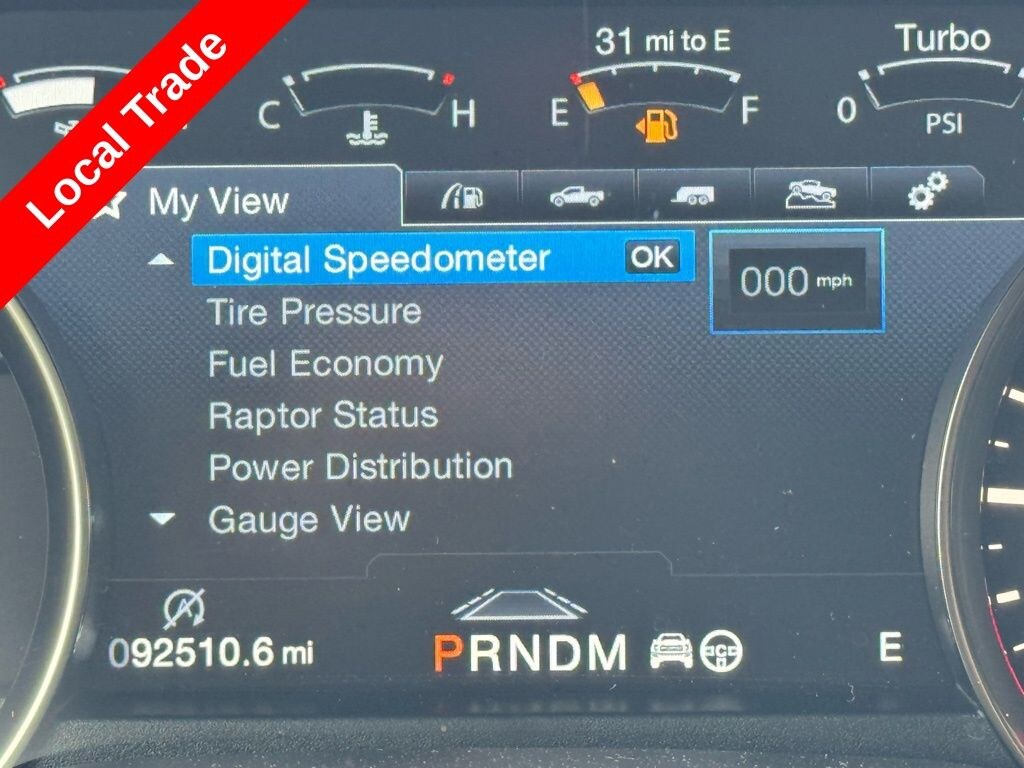 Local Trade
31 mi to E
Turbo
C H
E F
0
PSI
My View
Digital Speedometer OK
000 mph
Tire Pressure
Fuel Economy
Raptor Status
Power Distribution
Gauge View
A
092510.6 mi
PRNDM
C
E